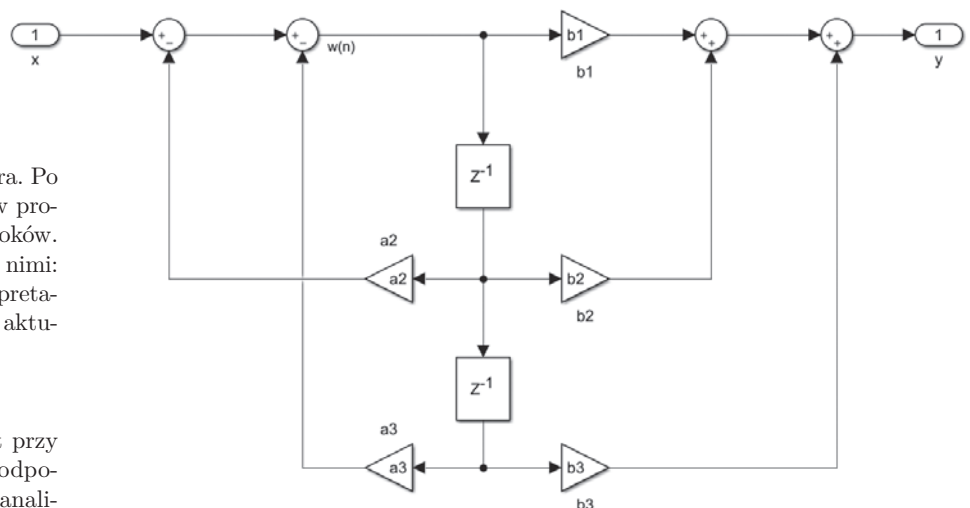 ra. Po
w pro-
oków.
nimi:
preta-
aktu-
z przy
odpo-
anali-
1
x
+
−
+
−
w(n)
b1
b1
+
+
+
+
1
y
Z-1
a2
a2
b2
b2
Z-1
a3
a3
b3
b3